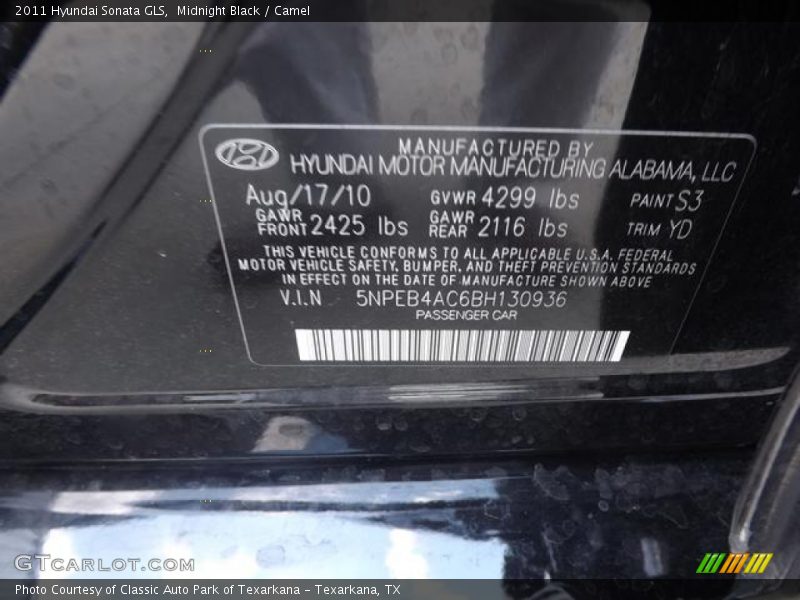 2011 Hyundai Sonata GLS,  Midnight Black / Camel
MANUFACTURED BY
HYUNDAI MOTOR MANUFACTURING ALABAMA, LLC
Aug/17/10 GVWR 4299 lbs PAINT S3
GAWR FRONT 2425 lbs GAWR REAR 2116 lbs TRIM YD
THIS VEHICLE CONFORMS TO ALL APPLICABLE U.S.A. FEDERAL
MOTOR VEHICLE SAFETY, BUMPER, AND THEFT PREVENTION STANDARDS
IN EFFECT ON THE DATE OF MANUFACTURE SHOWN ABOVE
V.I.N 5NPEB4AC6BH130936
PASSENGER CAR
GTCARLOT.COM
Photo Courtesy of Classic Auto Park of Texarkana - Texarkana, TX